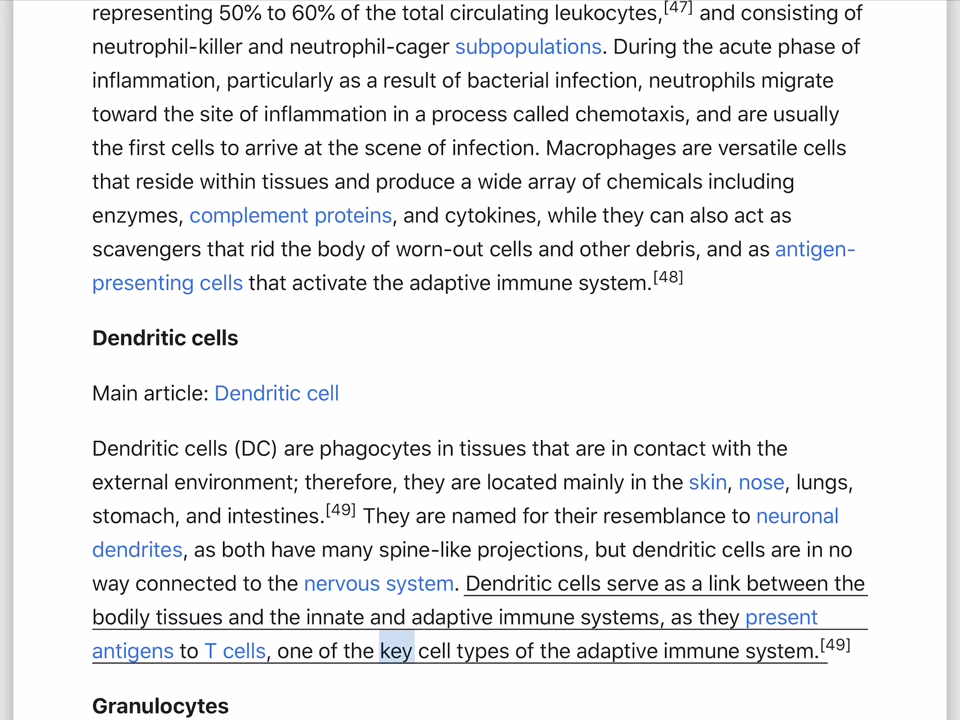 representing 50% to 60% of the total circulating leukocytes,[47] and consisting of
neutrophil-killer and neutrophil-cager subpopulations. During the acute phase of
inflammation, particularly as a result of bacterial infection, neutrophils migrate
toward the site of inflammation in a process called chemotaxis, and are usually
the first cells to arrive at the scene of infection. Macrophages are versatile cells
that reside within tissues and produce a wide array of chemicals including
enzymes, complement proteins, and cytokines, while they can also act as
scavengers that rid the body of worn-out cells and other debris, and as antigen-
presenting cells that activate the adaptive immune system.[48]
Dendritic cells
Main article: Dendritic cell
Dendritic cells (DC) are phagocytes in tissues that are in contact with the
external environment; therefore, they are located mainly in the skin, nose, lungs,
stomach, and intestines.[49] They are named for their resemblance to neuronal
dendrites, as both have many spine-like projections, but dendritic cells are in no
way connected to the nervous system. Dendritic cells serve as a link between the
bodily tissues and the innate and adaptive immune systems, as they present
antigens to T cells, one of the key cell types of the adaptive immune system.[49]
Granulocytes